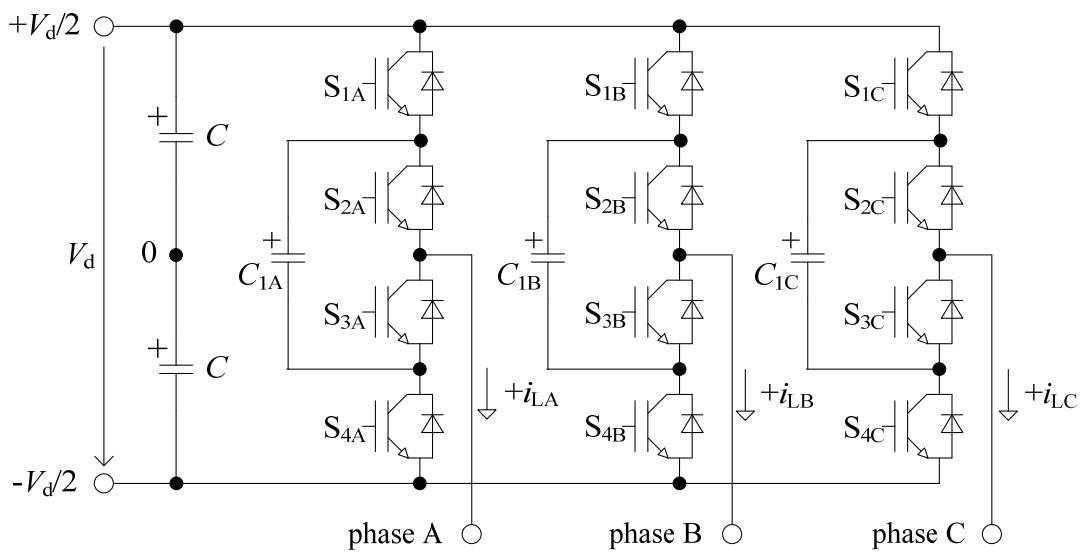 +Vd/2
S1A
S1B
S1C
+
C
S2A
S2B
S2C
Vd
0
+
C1A
+
C1B
+
C1C
S3A
S3B
S3C
+
C
+iLA
+iLB
+iLC
S4A
S4B
S4C
-Vd/2
phase A
phase B
phase C